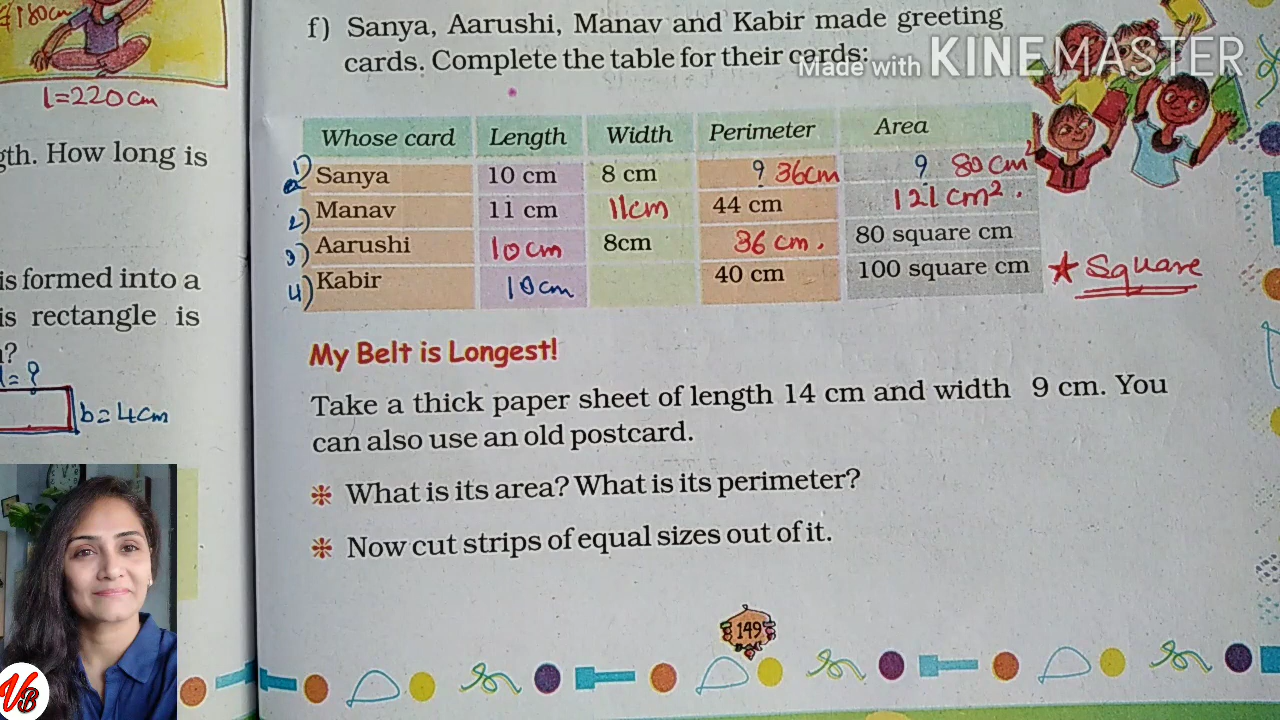 180cm
l=220cm
gth. How long is
is formed into a
is rectangle is
?
l=?
b=4cm
f) Sanya, Aarushi, Manav and Kabir made greeting
cards. Complete the table for their cards:
Made with KINEMASTER
Whose card Length Width Perimeter Area
1) Sanya 10 cm 8 cm ? 36cm ? 80 cm²
2) Manav 11 cm 11cm 44 cm 121 cm².
3) Aarushi 10cm 8cm 36 cm. 80 square cm
4) Kabir 10cm 40 cm 100 square cm ★ Square
My Belt is Longest!
Take a thick paper sheet of length 14 cm and width 9 cm. You
can also use an old postcard.
What is its area? What is its perimeter?
Now cut strips of equal sizes out of it.
149
VB